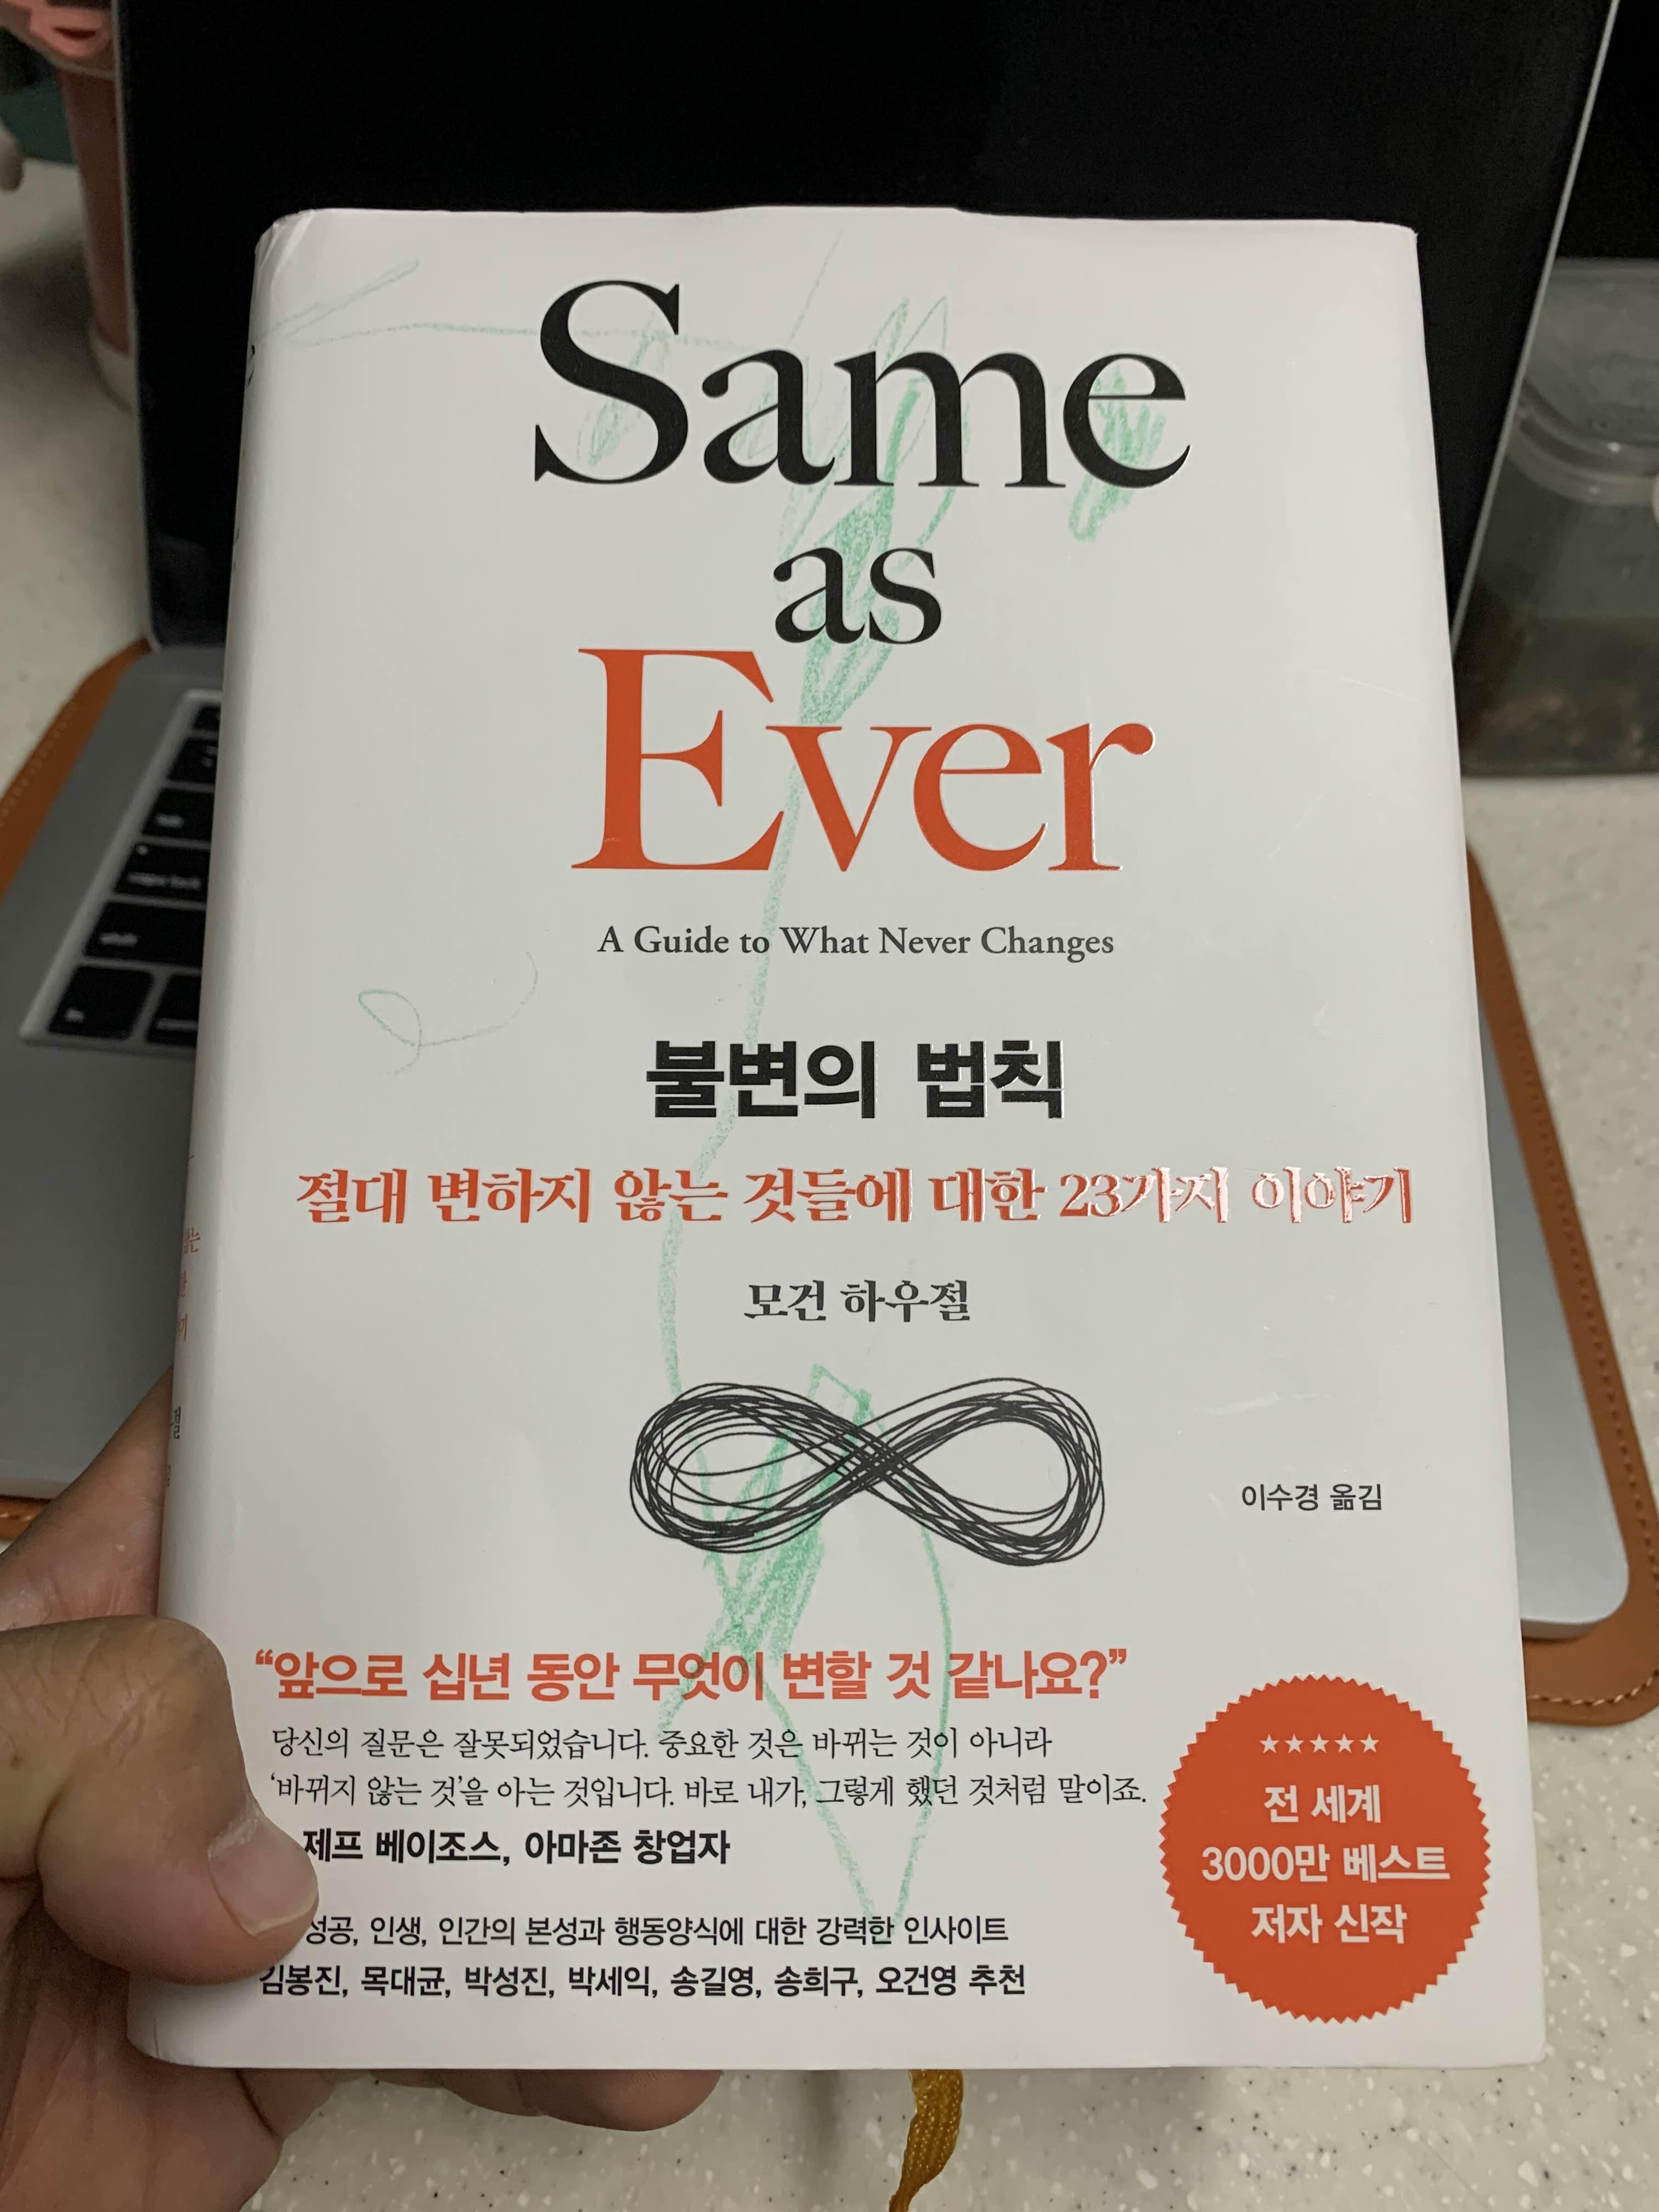 Same
as
Ever
A Guide to What Never Changes
불변의 법칙
절대 변하지 않는 것들에 대한 23가지 이야기
모건 하우절
이수경 옮김
“앞으로 십년 동안 무엇이 변할 것 같나요?”
당신의 질문은 잘못되었습니다. 중요한 것은 바뀌는 것이 아니라
‘바뀌지 않는 것’을 아는 것입니다. 바로 내가, 그렇게 했던 것처럼 말이죠.
제프 베이조스, 아마존 창업자
성공, 인생, 인간의 본성과 행동양식에 대한 강력한 인사이트
김봉진, 목대균, 박성진, 박세익, 송길영, 송희구, 오건영 추천
★★★★★
전 세계
3000만 베스트
저자 신작